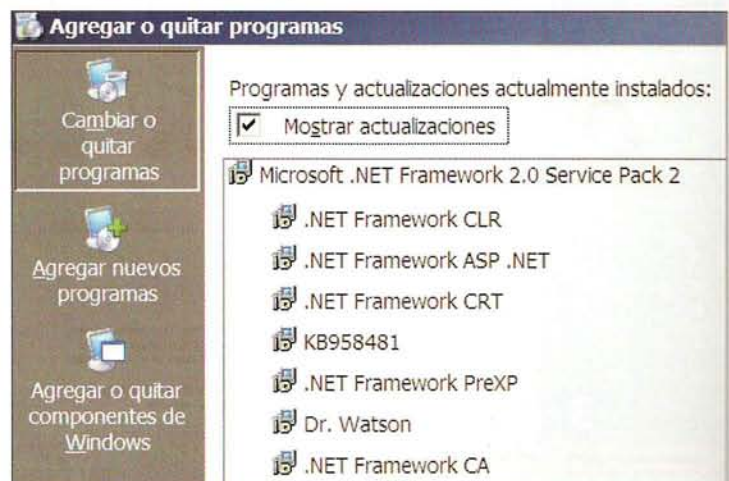 Agregar o quitar programas
Cambiar o
quitar
programas
Agregar nuevos
programas
Agregar o quitar
componentes de
Windows
Programas y actualizaciones actualmente instalados:
Mostrar actualizaciones
Microsoft .NET Framework 2.0 Service Pack 2
.NET Framework CLR
.NET Framework ASP .NET
.NET Framework CRT
KB958481
.NET Framework PreXP
Dr. Watson
.NET Framework CA